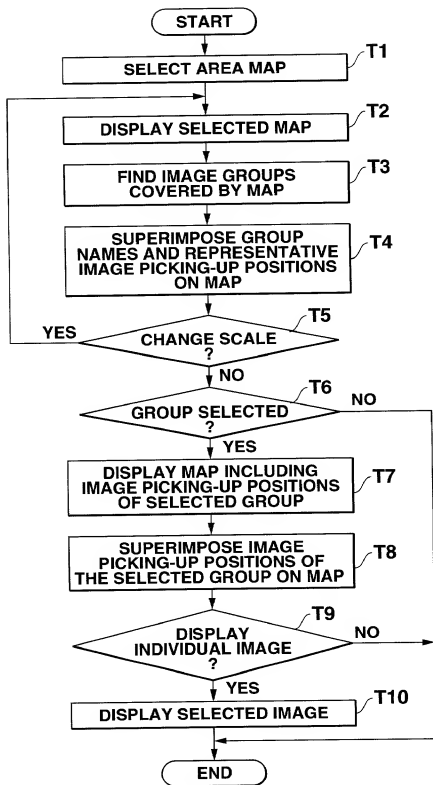 START
T1
SELECT AREA MAP
T2
DISPLAY SELECTED MAP
T3
FIND IMAGE GROUPS
COVERED BY MAP
T4
SUPERIMPOSE GROUP
NAMES AND REPRESENTATIVE
IMAGE PICKING-UP POSITIONS
ON MAP
T5
YES
CHANGE SCALE
?
NO
T6
GROUP SELECTED
?
NO
YES
T7
DISPLAY MAP INCLUDING
IMAGE PICKING-UP POSITIONS
OF SELECTED GROUP
T8
SUPERIMPOSE IMAGE
PICKING-UP POSITIONS OF
THE SELECTED GROUP ON MAP
T9
DISPLAY
INDIVIDUAL IMAGE
?
NO
YES
T10
DISPLAY SELECTED IMAGE
END